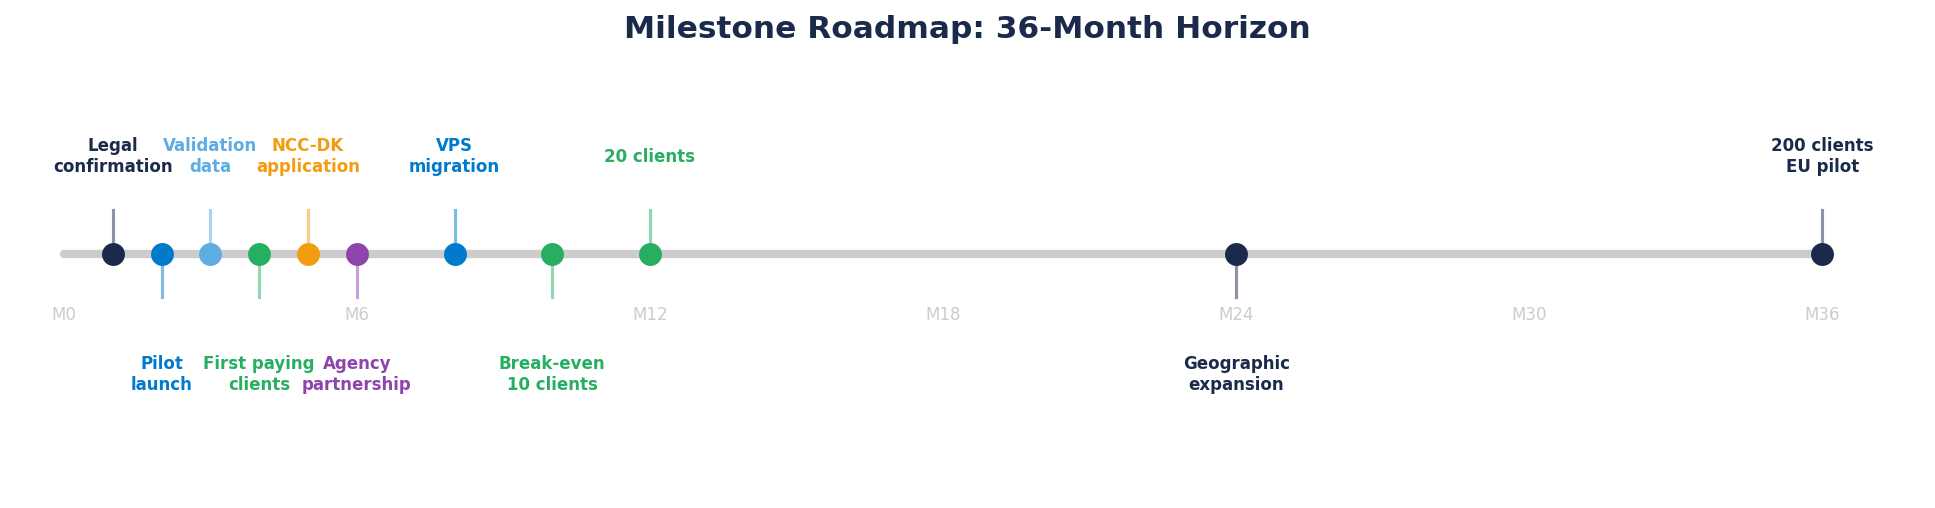 Milestone Roadmap: 36-Month Horizon
Legal
confirmation
Validation
data
NCC-DK
application
VPS
migration
20 clients
200 clients
EU pilot
M0
M6
M12
M18
M24
M30
M36
Pilot
launch
First paying
clients
Agency
partnership
Break-even
10 clients
Geographic
expansion